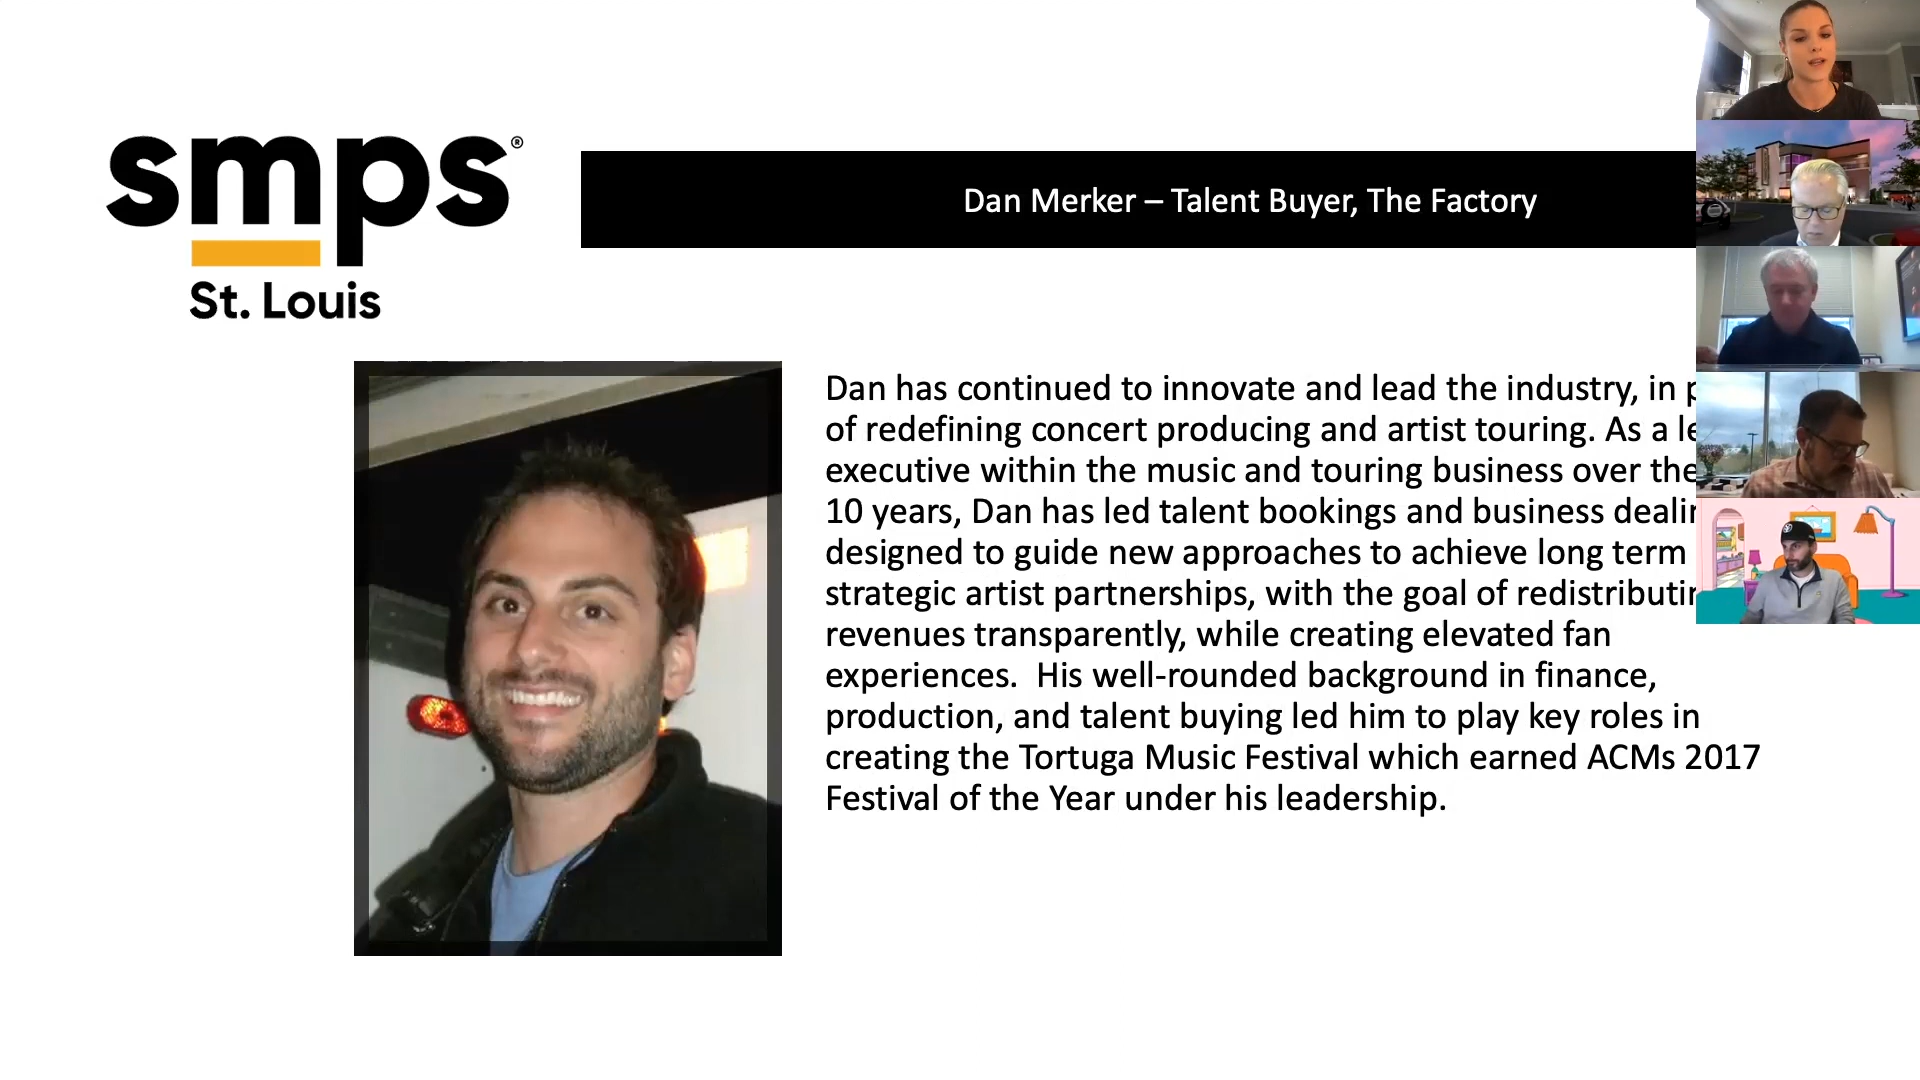 smps®
St. Louis
Dan Merker – Talent Buyer, The Factory
Dan has continued to innovate and lead the industry, in
of redefining concert producing and artist touring. As a
executive within the music and touring business over the
10 years, Dan has led talent bookings and business
designed to guide new approaches to achieve long term
strategic artist partnerships, with the goal of
revenues transparently, while creating elevated fan
experiences.  His well-rounded background in finance,
production, and talent buying led him to play key roles in
creating the Tortuga Music Festival which earned ACMs 2017
Festival of the Year under his leadership.